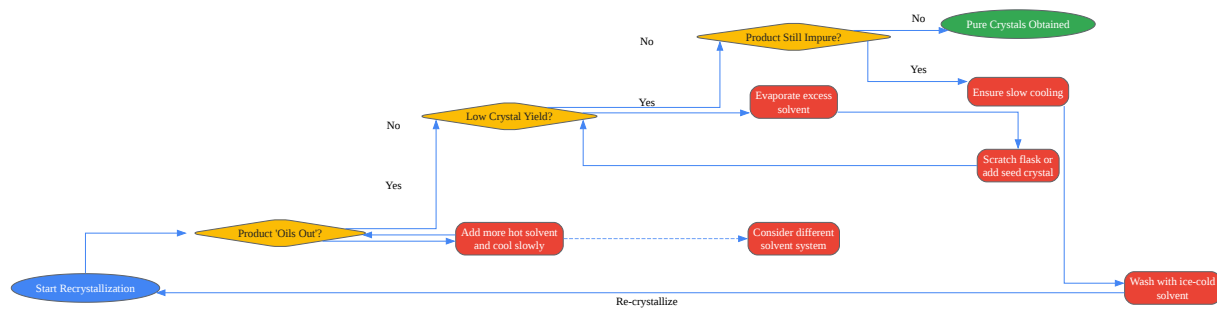 No
Pure Crystals Obtained
Product Still Impure?
No
Yes
Ensure slow cooling
Yes
Evaporate excess
solvent
Low Crystal Yield?
No
Scratch flask or
add seed crystal
Yes
Product 'Oils Out'?
Add more hot solvent
and cool slowly
Consider different
solvent system
Start Recrystallization
Wash with ice-cold
solvent
Re-crystallize